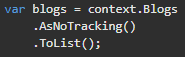 var blogs = context.Blogs
    .AsNoTracking()
    .ToList();